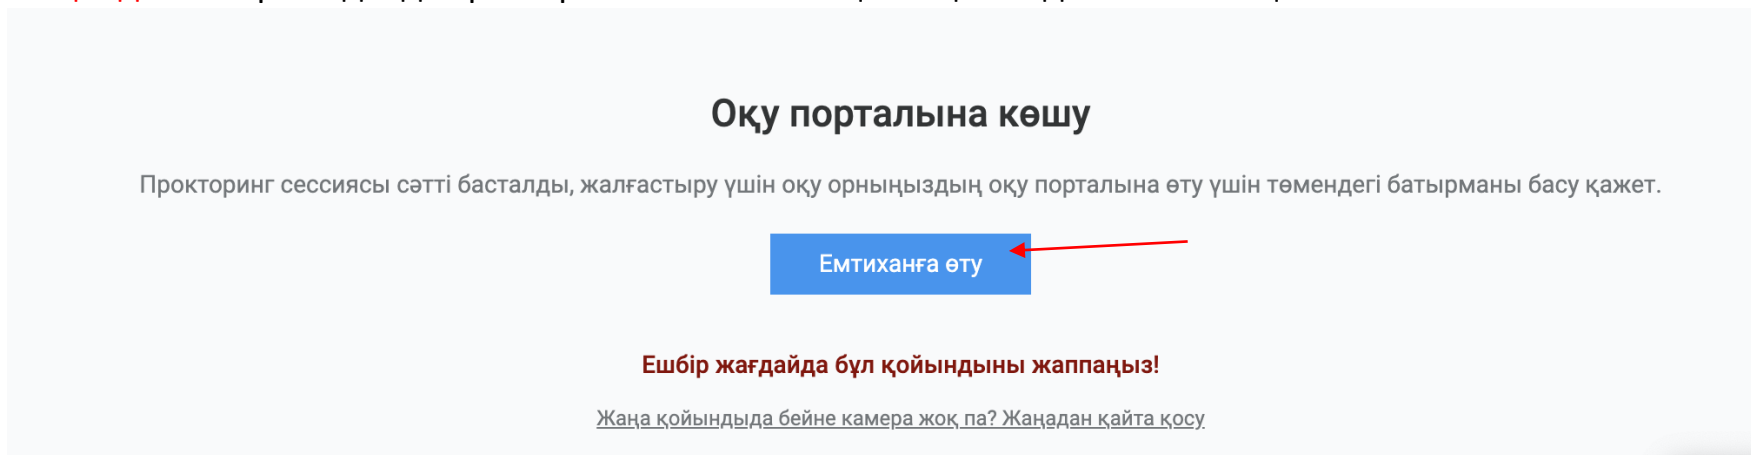 Оқу порталына көшу
Прокторинг сессиясы сәтті басталды, жалғастыру үшін оқу орныңыздың оқу порталына өту үшін төмендегі батырманы басу қажет.
Емтиханға өту
Ешбір жағдайда бұл қойындыны жаппаңыз!
Жаңа қойындыда бейне камера жоқ па? Жаңадан қайта қосу